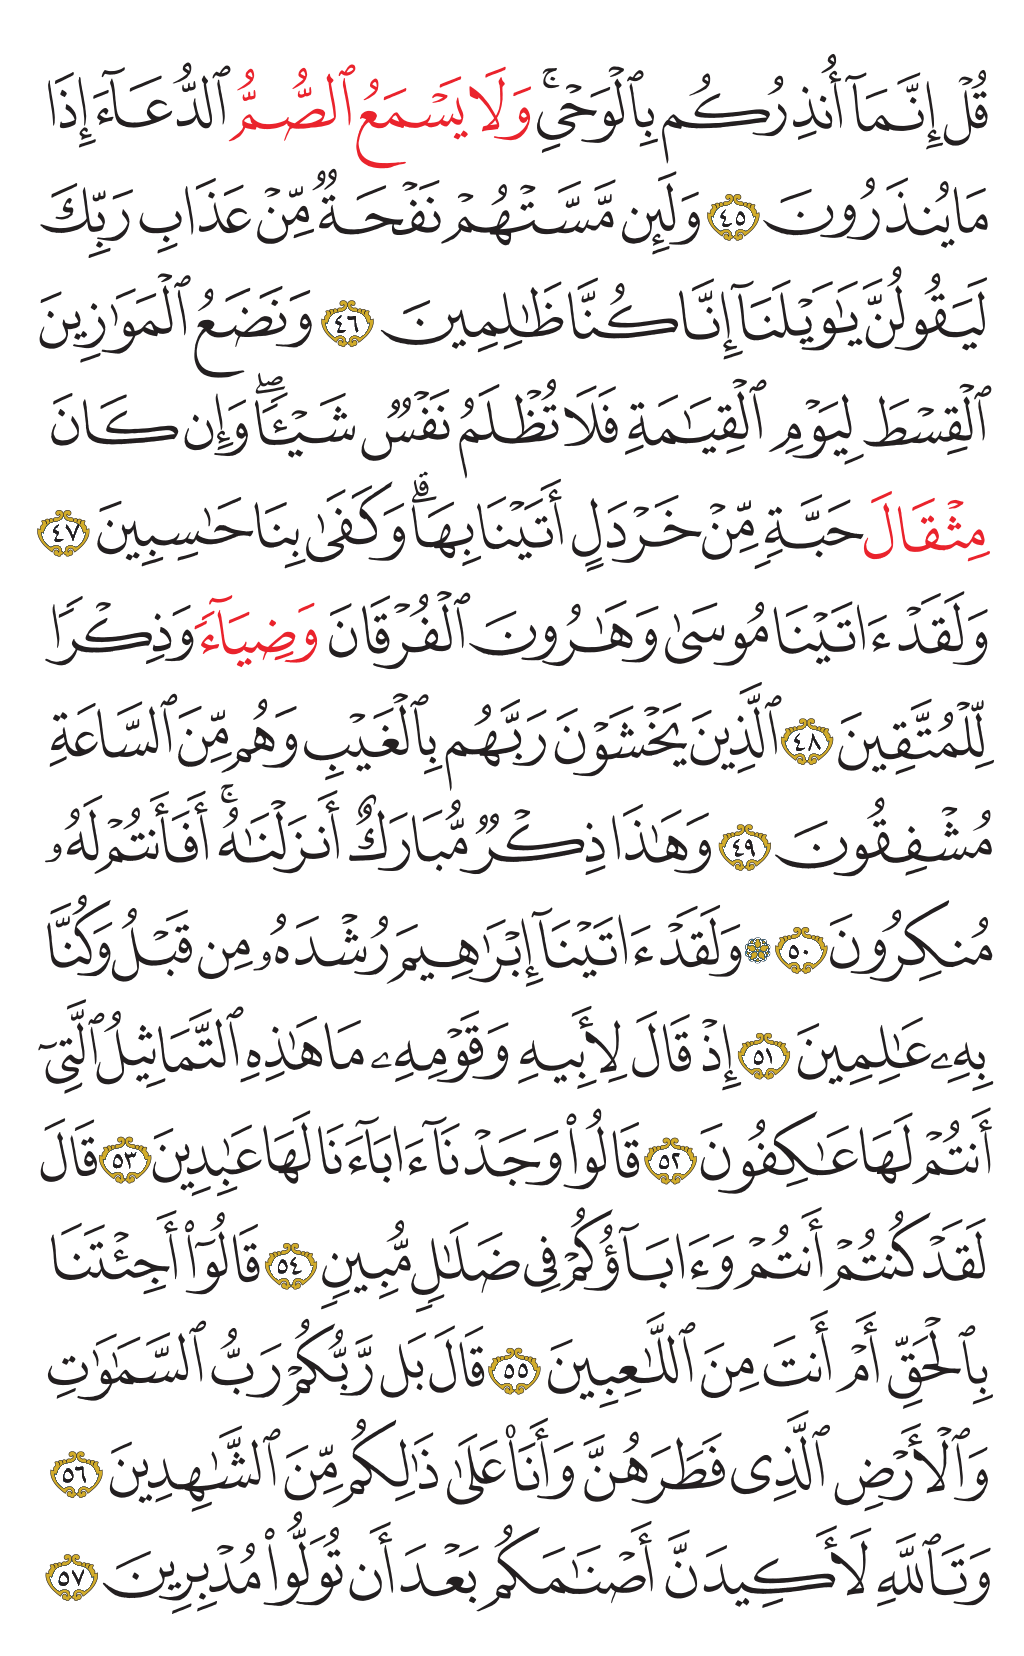 قُلۡ إِنَّمَآ أُنذِرُكُم بِٱلۡوَحۡيِۚ وَلَا يَسۡمَعُ ٱلصُّمُّ ٱلدُّعَآءَ إِذَا
مَا يُنذَرُونَ ٤٥ وَلَئِن مَّسَّتۡهُمۡ نَفۡحَةٞ مِّنۡ عَذَابِ رَبِّكَ
لَيَقُولُنَّ يَٰوَيۡلَنَآ إِنَّا كُنَّا ظَٰلِمِينَ ٤٦ وَنَضَعُ ٱلۡمَوَٰزِينَ
ٱلۡقِسۡطَ لِيَوۡمِ ٱلۡقِيَٰمَةِ فَلَا تُظۡلَمُ نَفۡسٞ شَيۡـٔٗاۖ وَإِن كَانَ
مِثۡقَالَ حَبَّةٖ مِّنۡ خَرۡدَلٍ أَتَيۡنَا بِهَاۗ وَكَفَىٰ بِنَا حَٰسِبِينَ ٤٧
وَلَقَدۡ ءَاتَيۡنَا مُوسَىٰ وَهَٰرُونَ ٱلۡفُرۡقَانَ وَضِيَآءٗ وَذِكۡرٗا
لِّلۡمُتَّقِينَ ٤٨ ٱلَّذِينَ يَخۡشَوۡنَ رَبَّهُم بِٱلۡغَيۡبِ وَهُم مِّنَ ٱلسَّاعَةِ
مُشۡفِقُونَ ٤٩ وَهَٰذَا ذِكۡرٞ مُّبَارَكٌ أَنزَلۡنَٰهُۚ أَفَأَنتُمۡ لَهُۥ
مُنكِرُونَ ٥٠ ۞ وَلَقَدۡ ءَاتَيۡنَآ إِبۡرَٰهِيمَ رُشۡدَهُۥ مِن قَبۡلُ وَكُنَّا
بِهِۦ عَٰلِمِينَ ٥١ إِذۡ قَالَ لِأَبِيهِ وَقَوۡمِهِۦ مَا هَٰذِهِ ٱلتَّمَاثِيلُ ٱلَّتِيٓ
أَنتُمۡ لَهَا عَٰكِفُونَ ٥٢ قَالُواْ وَجَدۡنَآ ءَابَآءَنَا لَهَا عَٰبِدِينَ ٥٣ قَالَ
لَقَدۡ كُنتُمۡ أَنتُمۡ وَءَابَآؤُكُمۡ فِي ضَلَٰلٖ مُّبِينٖ ٥٤ قَالُوٓاْ أَجِئۡتَنَا
بِٱلۡحَقِّ أَمۡ أَنتَ مِنَ ٱللَّٰعِبِينَ ٥٥ قَالَ بَل رَّبُّكُمۡ رَبُّ ٱلسَّمَٰوَٰتِ
وَٱلۡأَرۡضِ ٱلَّذِي فَطَرَهُنَّ وَأَنَا۠ عَلَىٰ ذَٰلِكُم مِّنَ ٱلشَّٰهِدِينَ ٥٦
وَتَٱللَّهِ لَأَكِيدَنَّ أَصۡنَٰمَكُم بَعۡدَ أَن تُوَلُّواْ مُدۡبِرِينَ ٥٧